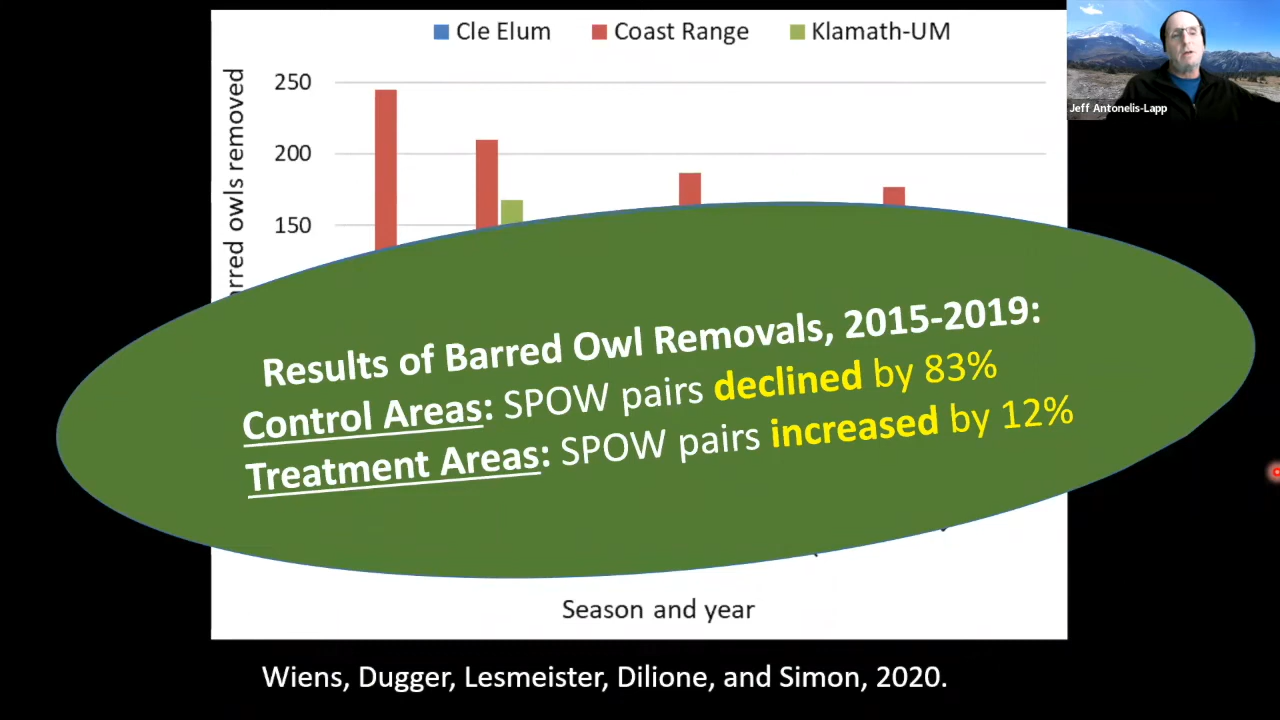 Cle Elum Coast Range Klamath-UM
250
200
150
arred owls removed
Results of Barred Owl Removals, 2015-2019:
Control Areas: SPOW pairs declined by 83%
Treatment Areas: SPOW pairs increased by 12%
Season and year
Wiens, Dugger, Lesmeister, Dilione, and Simon, 2020.
Jeff Antonelis-Lapp